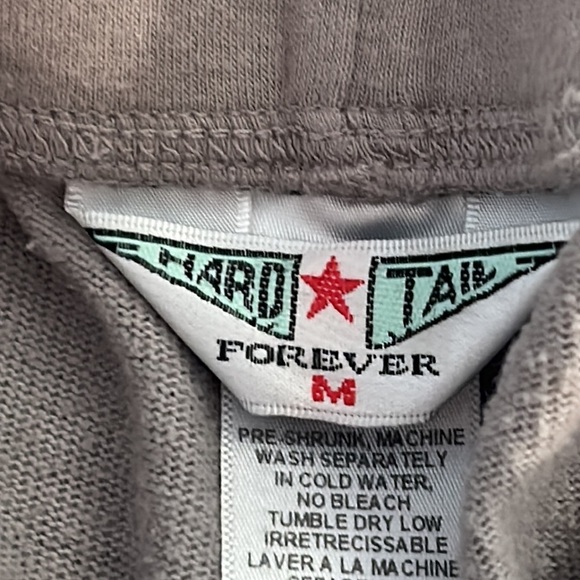 HARD TAIL
FOREVER
M
PRE-SHRUNK, MACHINE
WASH SEPARATELY
IN COLD WATER,
NO BLEACH
TUMBLE DRY LOW
IRRETRECISSABLE
LAVER A LA MACHINE